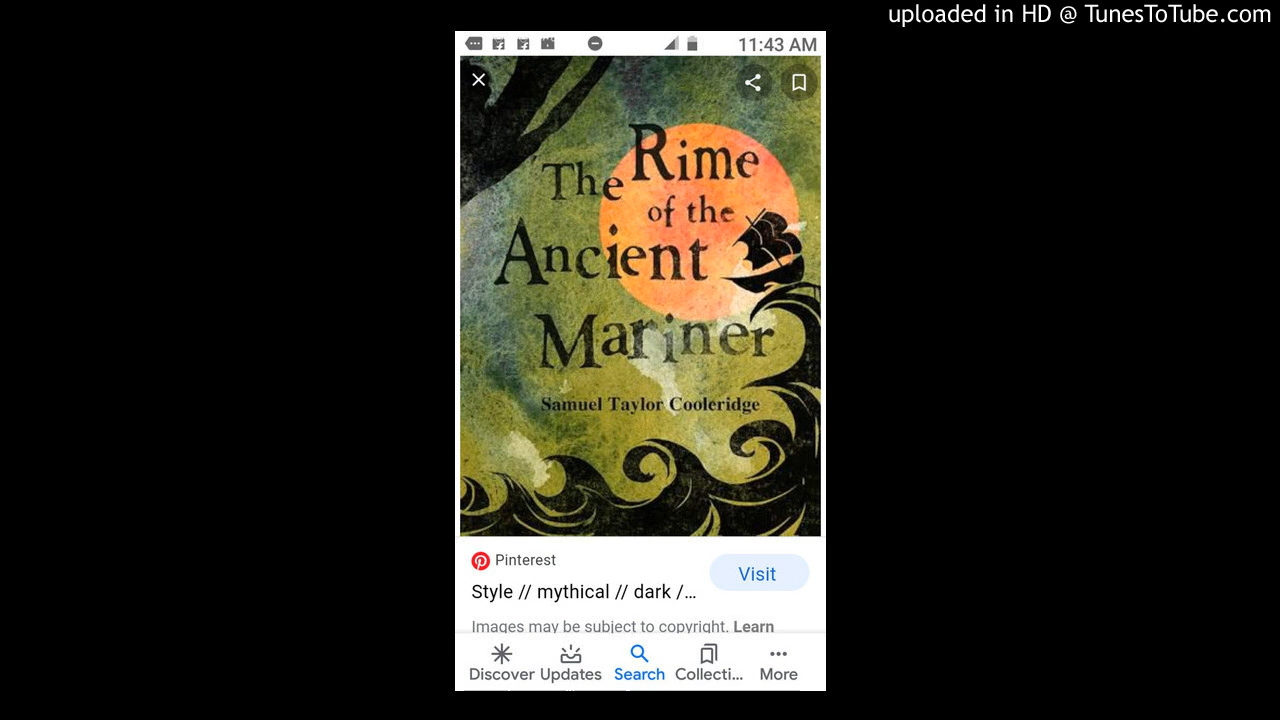 uploaded in HD @ TunesToTube.com
11:43 AM
The Rime
of the
Ancient
Mariner
Samuel Taylor Cooleridge
Pinterest
Visit
Style // mythical // dark /...
Images may be subject to copyright. Learn
Discover Updates Search Collecti... More